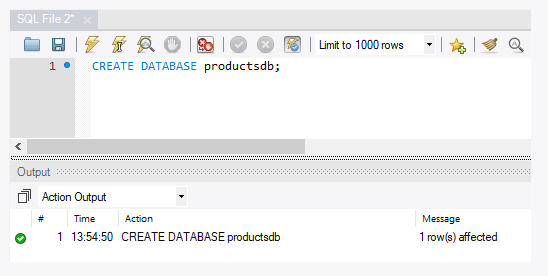 SQL File 2*
Limit to 1000 rows
1 CREATE DATABASE productsdb;
Output
Action Output
# Time Action Message
1 13:54:50 CREATE DATABASE productsdb 1 row(s) affected